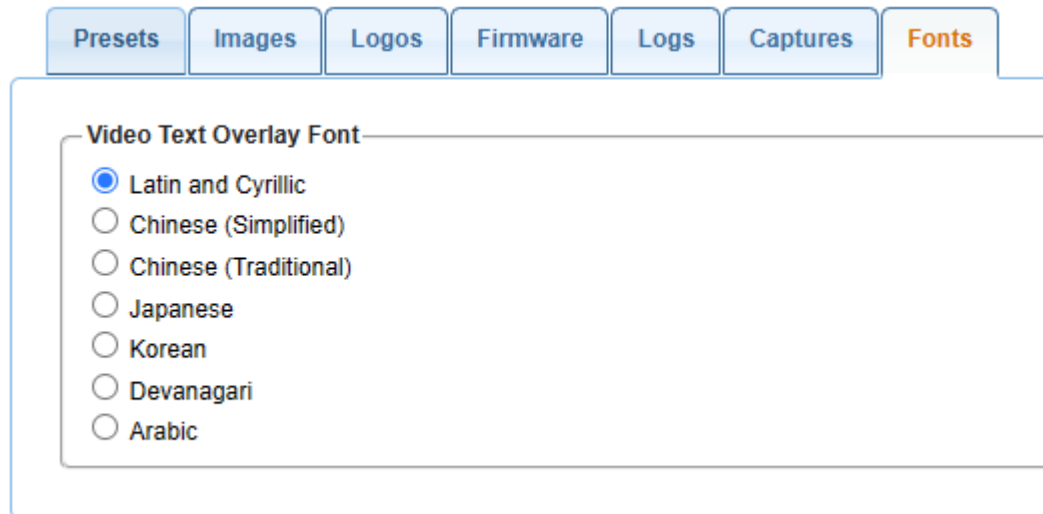 Presets Images Logos Firmware Logs Captures Fonts
Video Text Overlay Font
Latin and Cyrillic
Chinese (Simplified)
Chinese (Traditional)
Japanese
Korean
Devanagari
Arabic